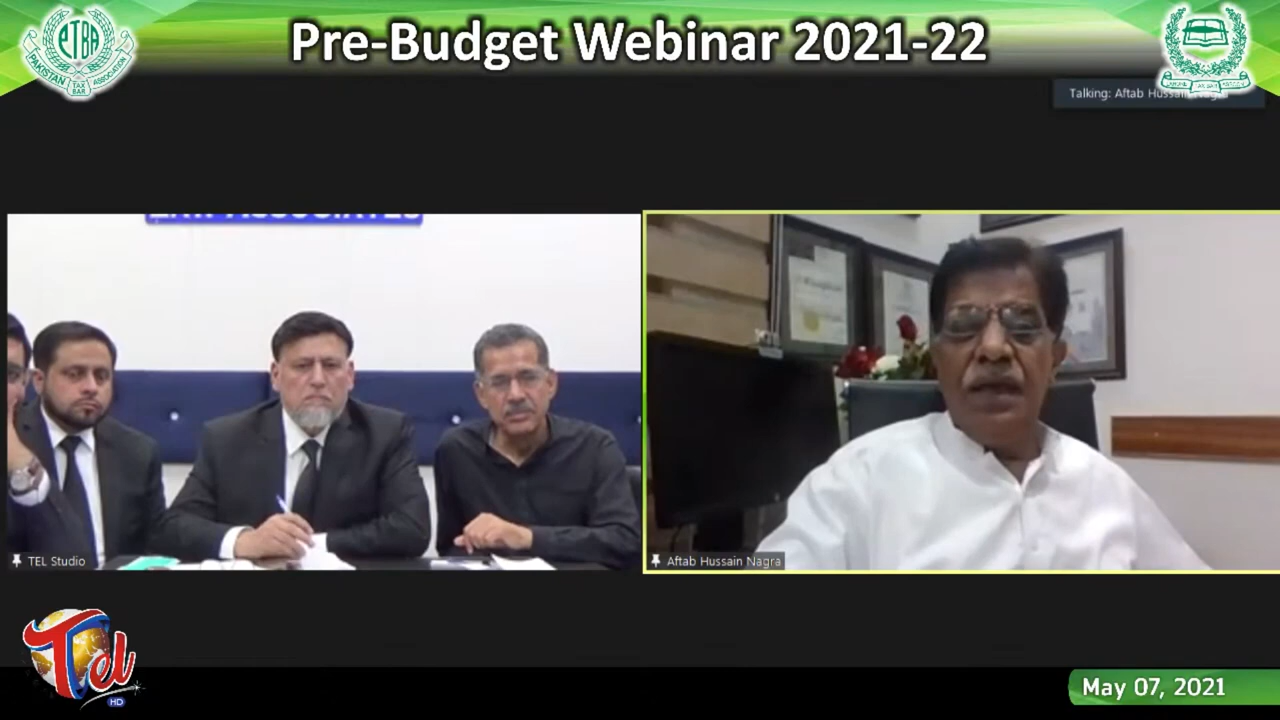 Pre-Budget Webinar 2021-22
PTBA
PAKISTAN TAX BAR ASSOCIATION
Talking: Aftab Hussain Nagra
TEL Studio
Aftab Hussain Nagra
Tel
HD
May 07, 2021